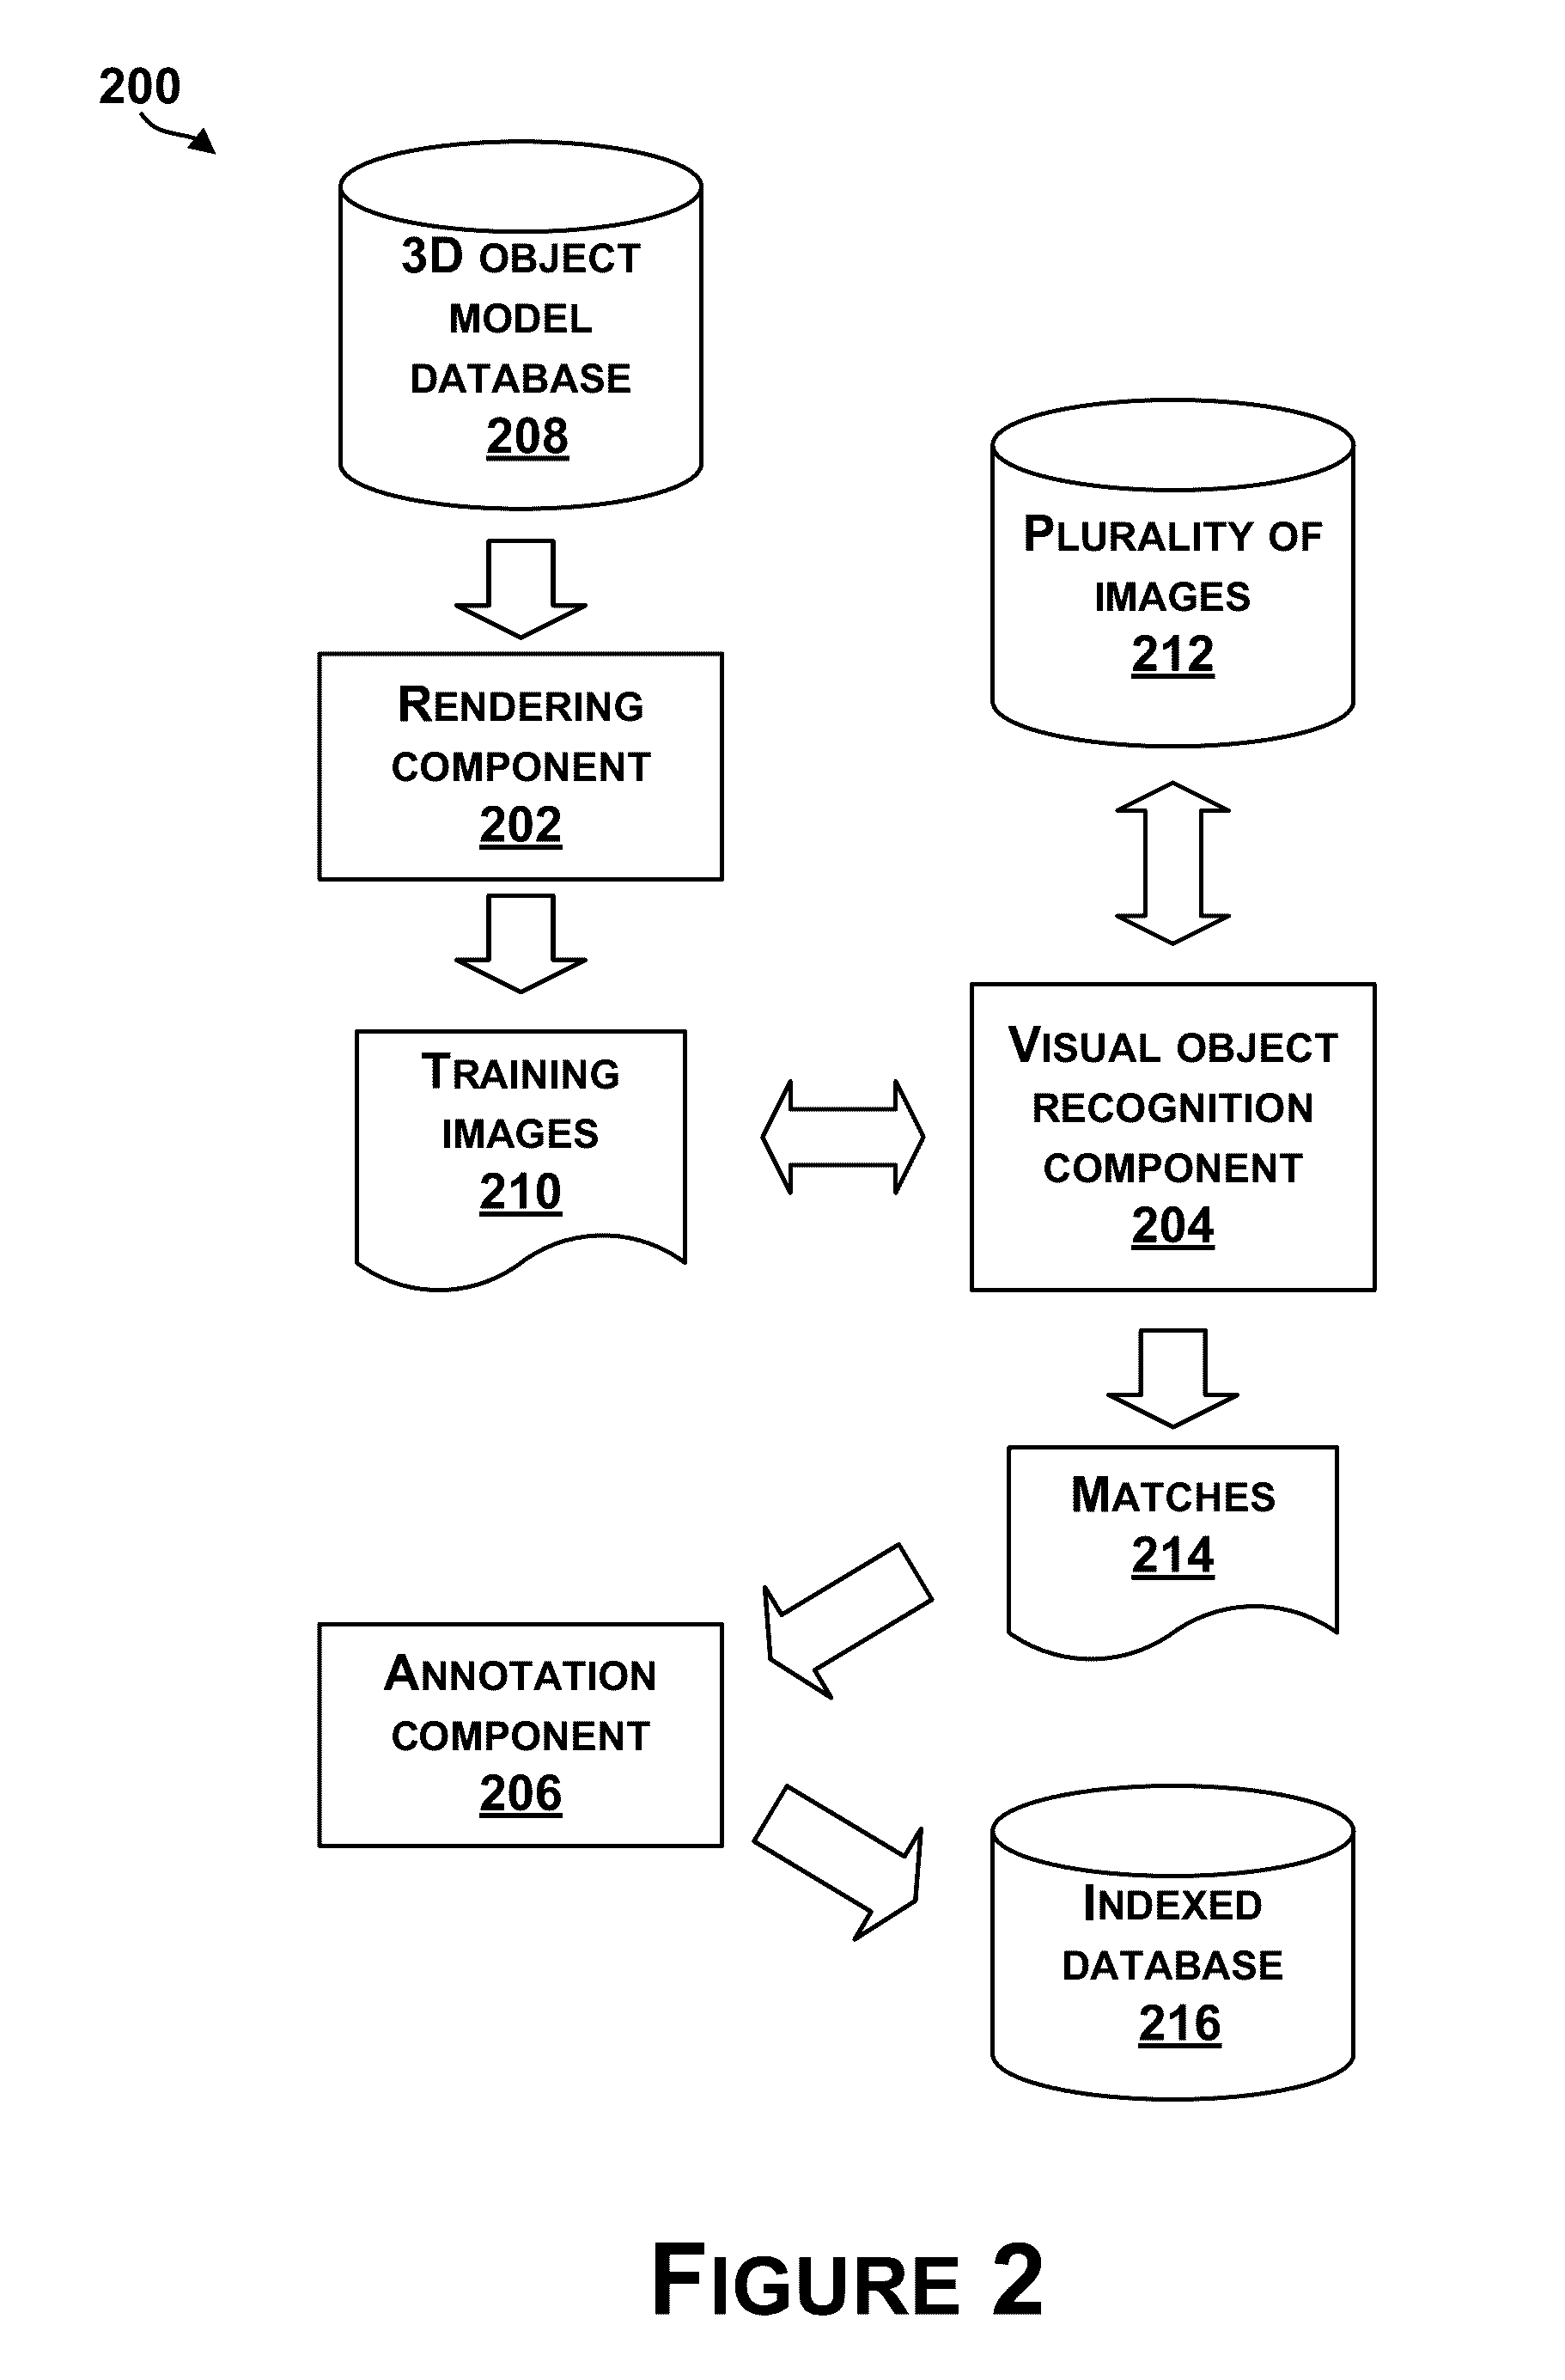 200
3D OBJECT
MODEL
DATABASE
208
RENDERING
COMPONENT
202
TRAINING
IMAGES
210
PLURALITY OF
IMAGES
212
VISUAL OBJECT
RECOGNITION
COMPONENT
204
MATCHES
214
ANNOTATION
COMPONENT
206
INDEXED
DATABASE
216
FIGURE 2